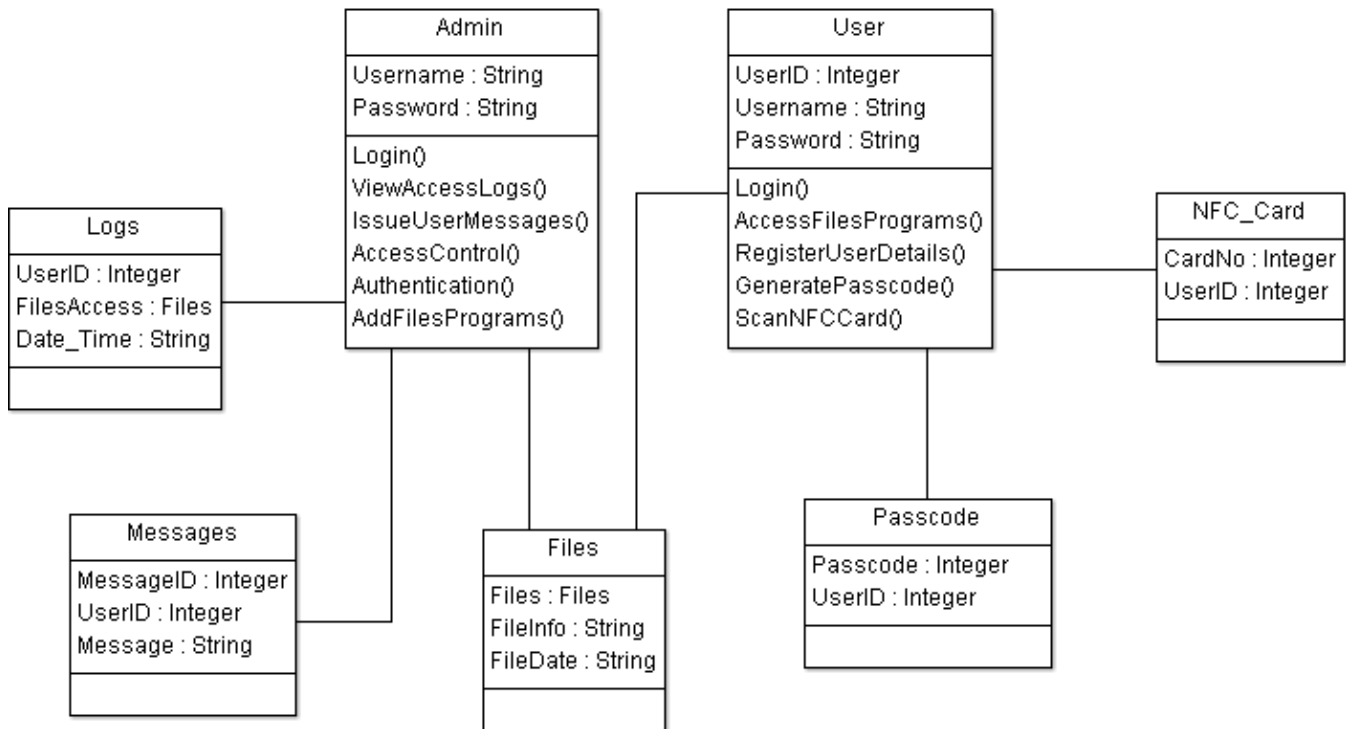 Admin
Username : String
Password : String
Login()
ViewAccessLogs()
IssueUserMessages()
AccessControl()
Authentication()
AddFilesPrograms()
User
UserID : Integer
Username : String
Password : String
Login()
AccessFilesPrograms()
RegisterUserDetails()
GeneratePasscode()
ScanNFCCard()
Logs
UserID : Integer
FilesAccess : Files
Date_Time : String
NFC_Card
CardNo : Integer
UserID : Integer
Messages
MessageID : Integer
UserID : Integer
Message : String
Files
Files : Files
FileInfo : String
FileDate : String
Passcode
Passcode : Integer
UserID : Integer